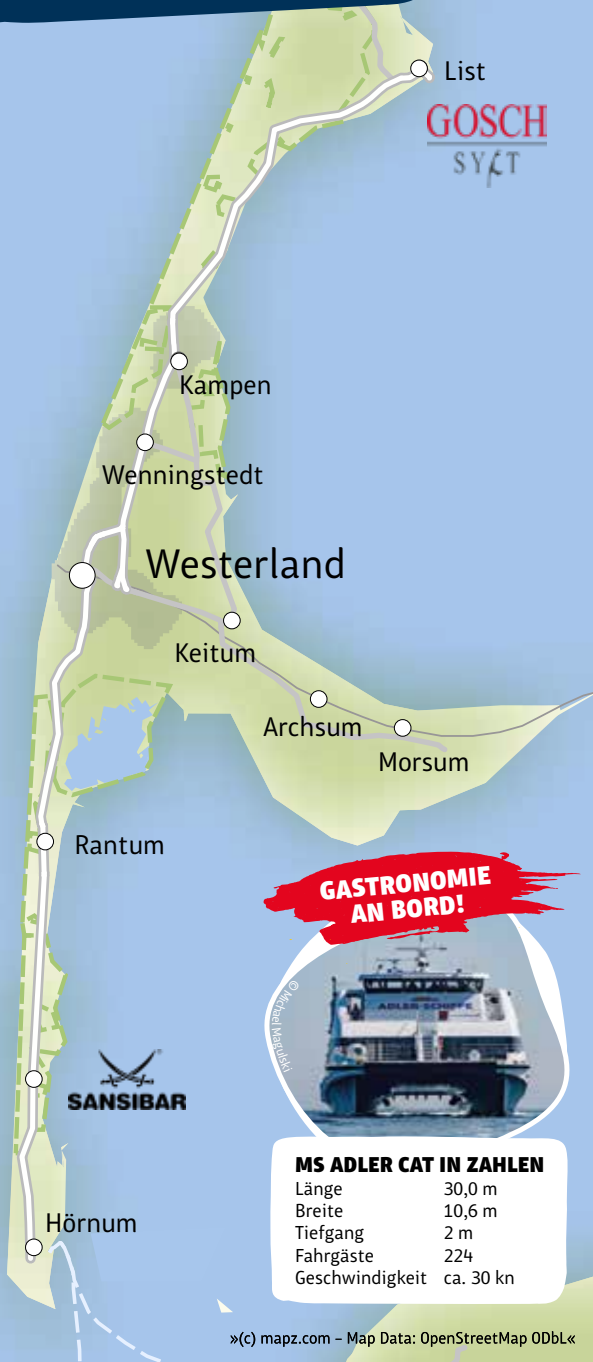 List
GOSCH
SYLT
Kampen
Wenningstedt
Westerland
Keitum
Archsum
Morsum
Rantum
GASTRONOMIE
AN BORD!
© Michael Magulski
ADLER-SCHIFFE
SANSIBAR
MS ADLER CAT IN ZAHLEN
Länge 30,0 m
Breite 10,6 m
Tiefgang 2 m
Fahrgäste 224
Geschwindigkeit ca. 30 kn
Hörnum
»(c) mapz.com – Map Data: OpenStreetMap ODbL«